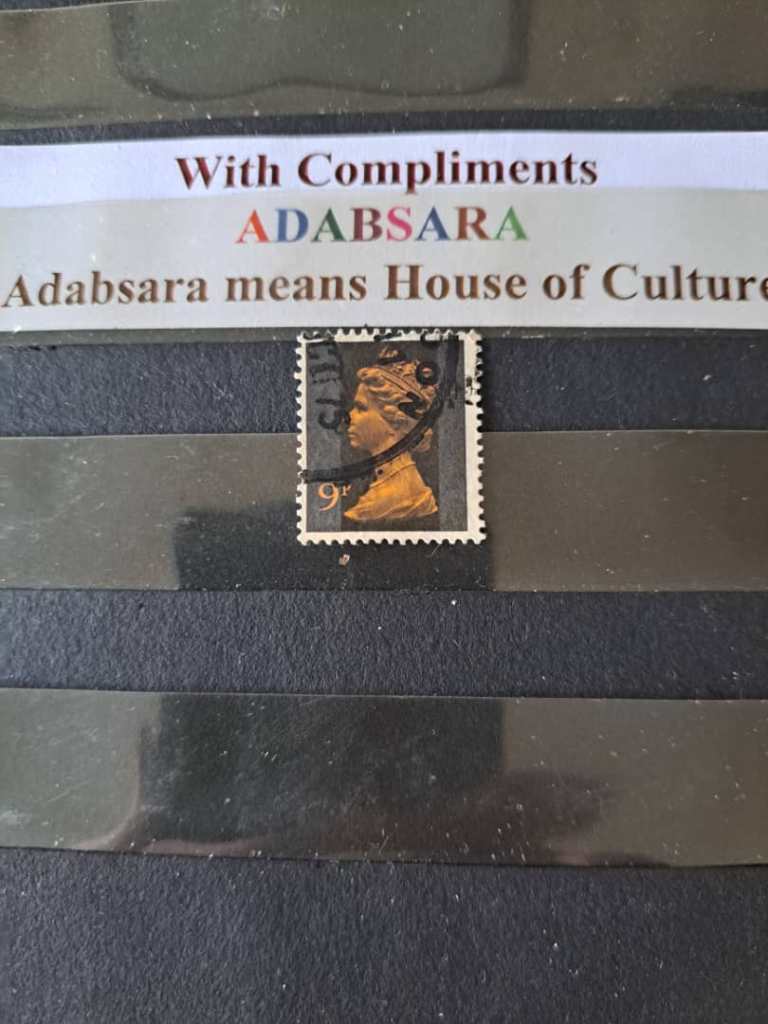 With Compliments
ADABSARA
Adabsara means House of Culture
9P